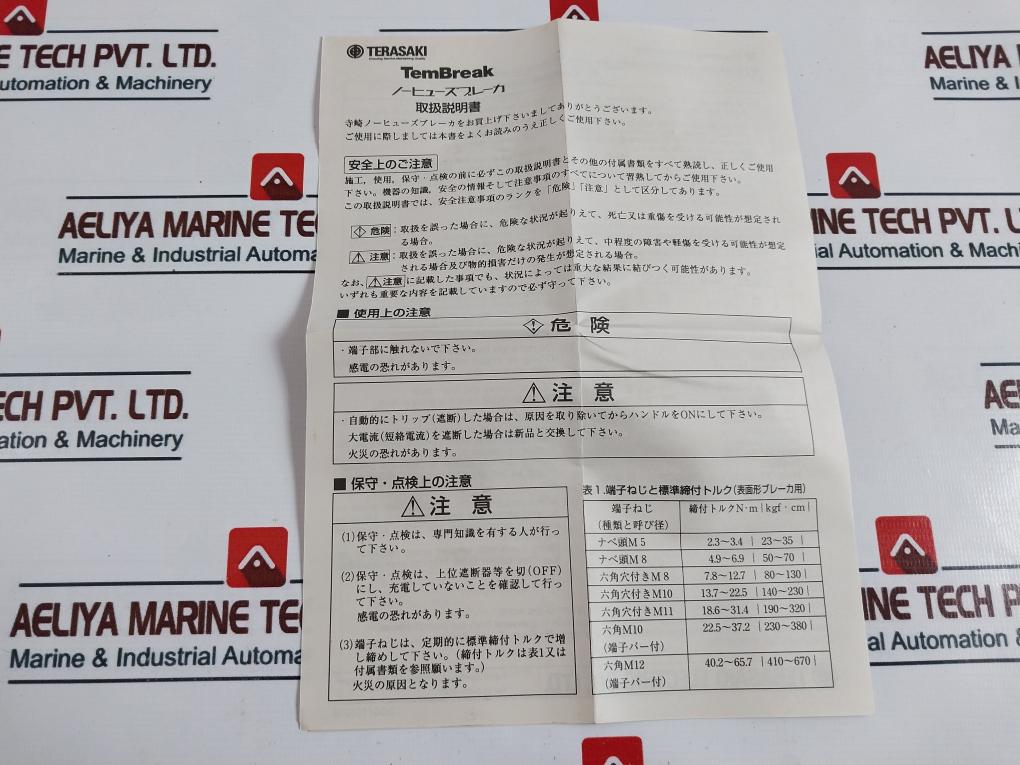 TERASAKI
TemBreak
ノーヒューズブレーカ
取扱説明書
寺崎ノーヒューズブレーカをお買上げ下さいましてありがとうございます。
ご使用に際しましては本書をよくお読みのうえ正しくご使用下さい。
安全上のご注意
施工，使用，保守・点検の前に必ずこの取扱説明書とその他の付属書類をすべて熟読し、正しくご使用
下さい。機器の知識，安全の情報そして注意事項のすべてについて習熟してからご使用下さい。
この取扱説明書では、安全注意事項のランクを「危険」「注意」として区分してあります。
危険：取扱を誤った場合に、危険な状況が起りえて、死亡又は重傷を受ける可能性が想定され
る場合。
注意：取扱を誤った場合に、危険な状況が起りえて、中程度の障害や軽傷を受ける可能性が想定
される場合及び物的損害だけの発生が想定される場合。
なお、注意に記載した事項でも、状況によっては重大な結果に結びつく可能性があります。
いずれも重要な内容を記載していますので必ず守って下さい。
■ 使用上の注意
危険
・端子部に触れないで下さい。
感電の恐れがあります。
注意
・自動的にトリップ(遮断)した場合は、原因を取り除いてからハンドルをONにして下さい。
大電流(短絡電流)を遮断した場合は新品と交換して下さい。
火災の恐れがあります。
■ 保守・点検上の注意
注意
(1)保守・点検は、専門知識を有する人が行っ
て下さい。
(2)保守・点検は、上位遮断器等を切(OFF)
にし、充電していないことを確認して行っ
て下さい。
感電の恐れがあります。
(3)端子ねじは、定期的に標準締付トルクで増
し締めして下さい。(締付トルクは表1又は
付属書類を参照願います。)
火災の原因となります。
表1.端子ねじと標準締付トルク(表面形ブレーカ用)
端子ねじ 締付トルクN·m｜kgf·cm｜
(種類と呼び径)
ナベ頭M 5 2.3～3.4 ｜23～35｜
ナベ頭M 8 4.9～6.9 ｜50～70｜
六角穴付きM 8 7.8～12.7 ｜80～130｜
六角穴付きM10 13.7～22.5 ｜140～230｜
六角穴付きM11 18.6～31.4 ｜190～320｜
六角M10 22.5～37.2 ｜230～380｜
(端子バー付)
六角M12 40.2～65.7 ｜410～670｜
(端子バー付)
NE TECH PVT. LTD.
Automation & Machinery
AELIYA MARINE
Marine &
AELIYA MARINE TE
Marine & Industrial Automa
MARINE TECH PVT. L
Industrial Automation & Mach
ECH PVT. LTD.
ation & Machinery
AE
Ma
AELIYA MARINE TE
Marine & Industrial Automa
INE TECH P
ial Automation &